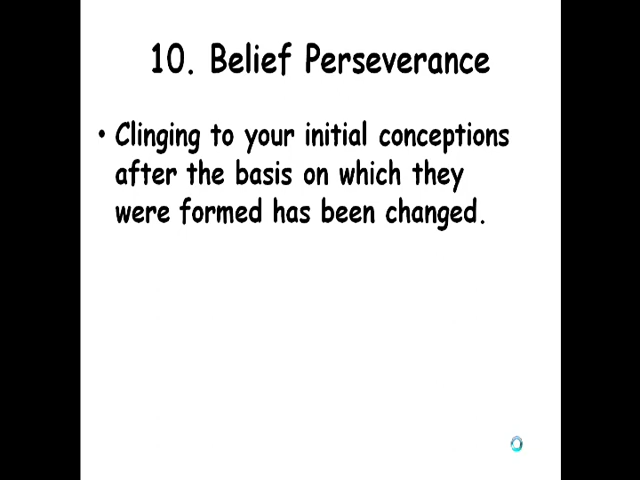 10. Belief Perseverance
• Clinging to your initial conceptions
after the basis on which they
were formed has been changed.